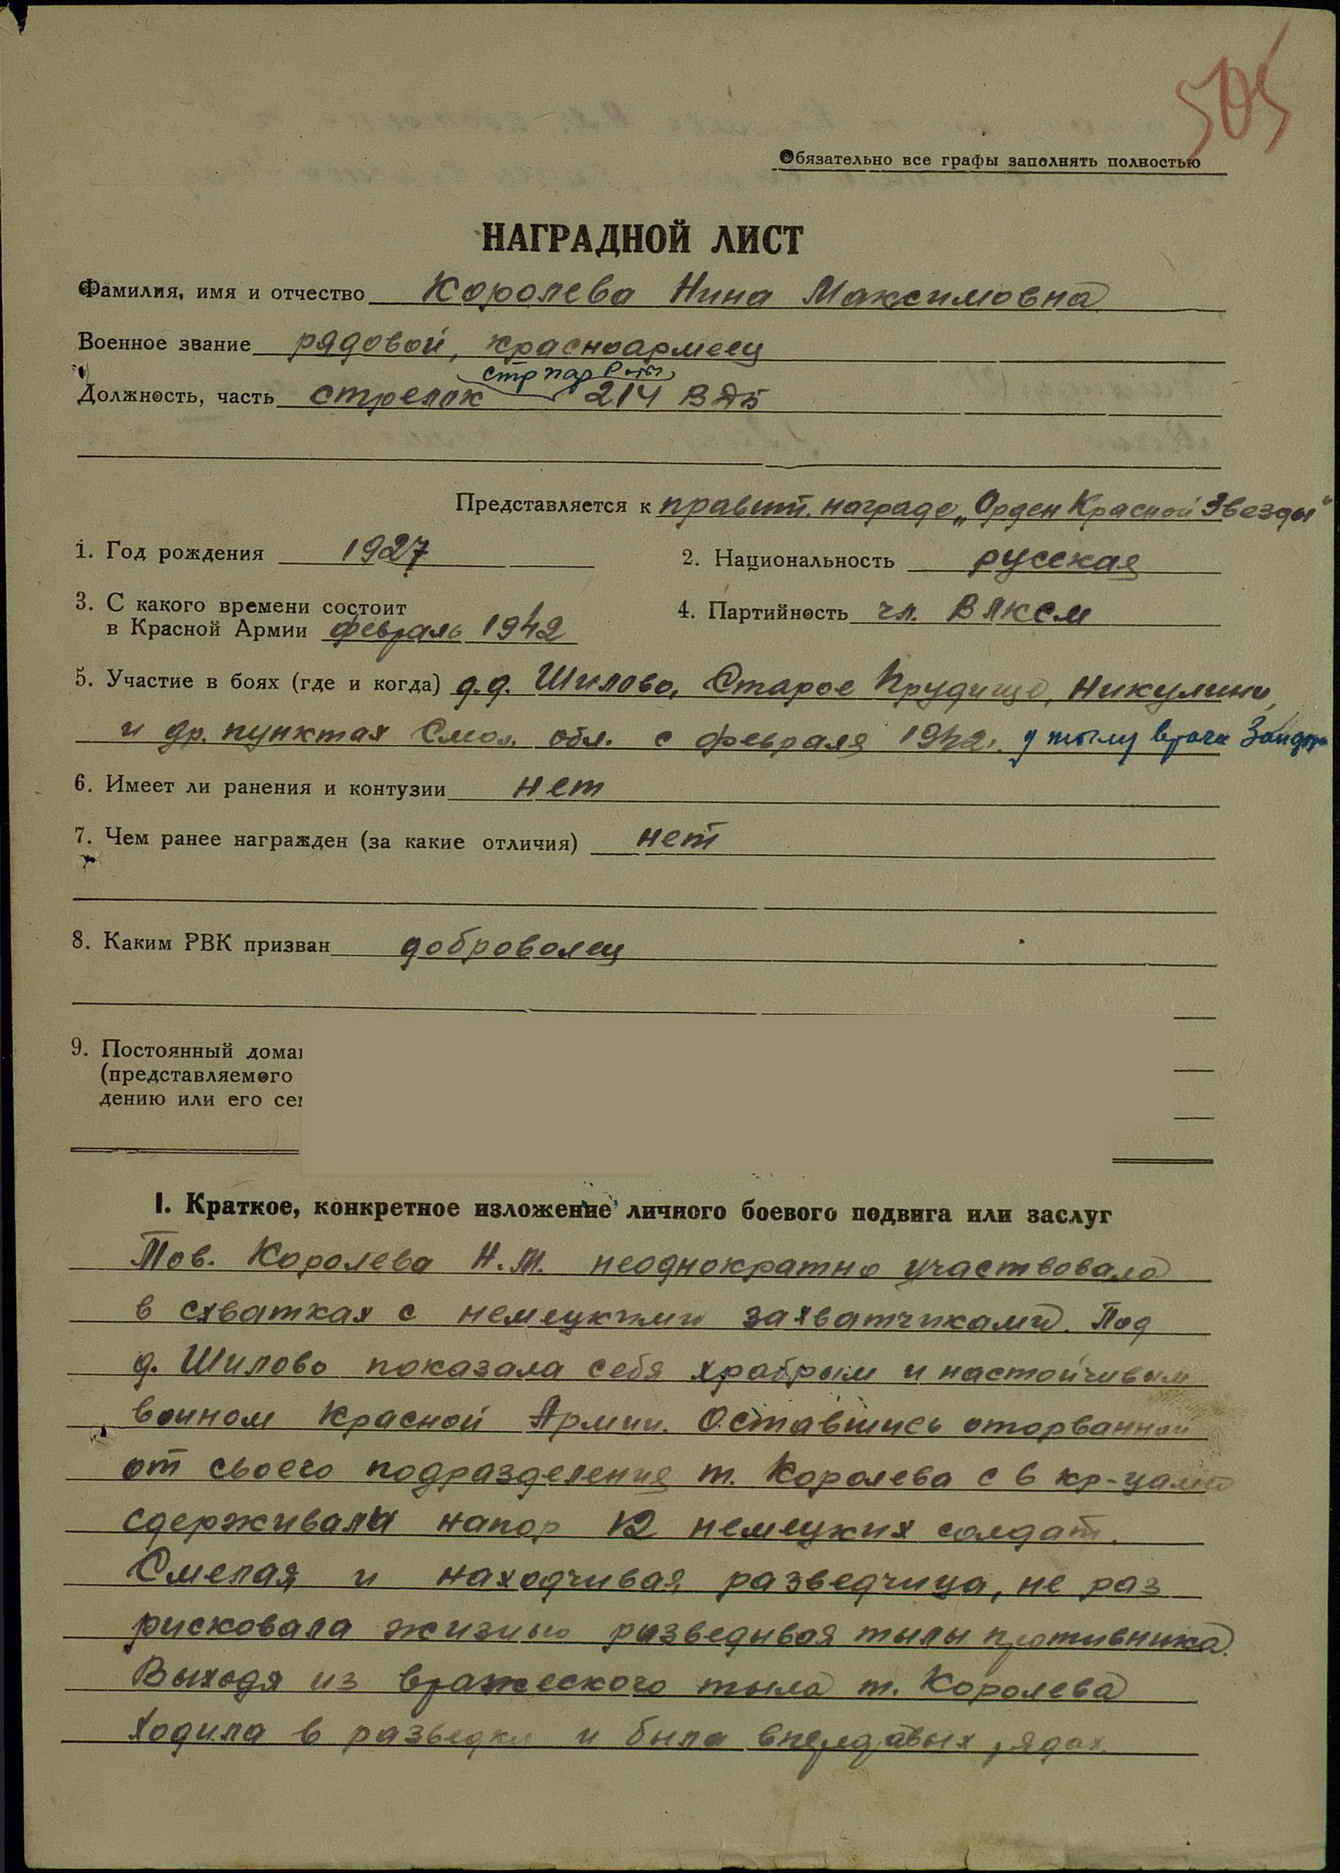 505
Обязательно все графы заполнять полностью
НАГРАДНОЙ ЛИСТ
Фамилия, имя и отчество Королева Нина Максимовна
Военное звание рядовой, красноармеец
стр пар роты
Должность, часть стрелок 214 ВДБ
Представляется к правит. награде „Орден Красной Звезды"
1. Год рождения 1927 2. Национальность русская
3. С какого времени состоит
в Красной Армии февраль 1942 4. Партийность чл. ВЛКСМ
5. Участие в боях (где и когда) д.д. Шилово, Старое Прудище, Никулино,
и др. пунктах Смол. обл. с февраля 1942. у тылу врага
6. Имеет ли ранения и контузии нет
7. Чем ранее награжден (за какие отличия) нет
8. Каким РВК призван доброволец
9. Постоянный домаш
(представляемого
дению или его сем
I. Краткое, конкретное изложение личного боевого подвига или заслуг
Тов. Королева Н.М. неоднократно участвовала
в схватках с немецкими захватчиками. Под
д. Шилово показала себя храбрым и настойчивым
воином Красной Армии. Оставшись оторванной
от своего подразделения т. Королева с 6 кр-цами
сдерживали напор 12 немецких солдат.
Смелая и находчивая разведчица, не раз
рисковала жизнью разведывая тылы противника.
Выходя из вражеского тыла т. Королева
ходила в разведки и была в передавых рядах.